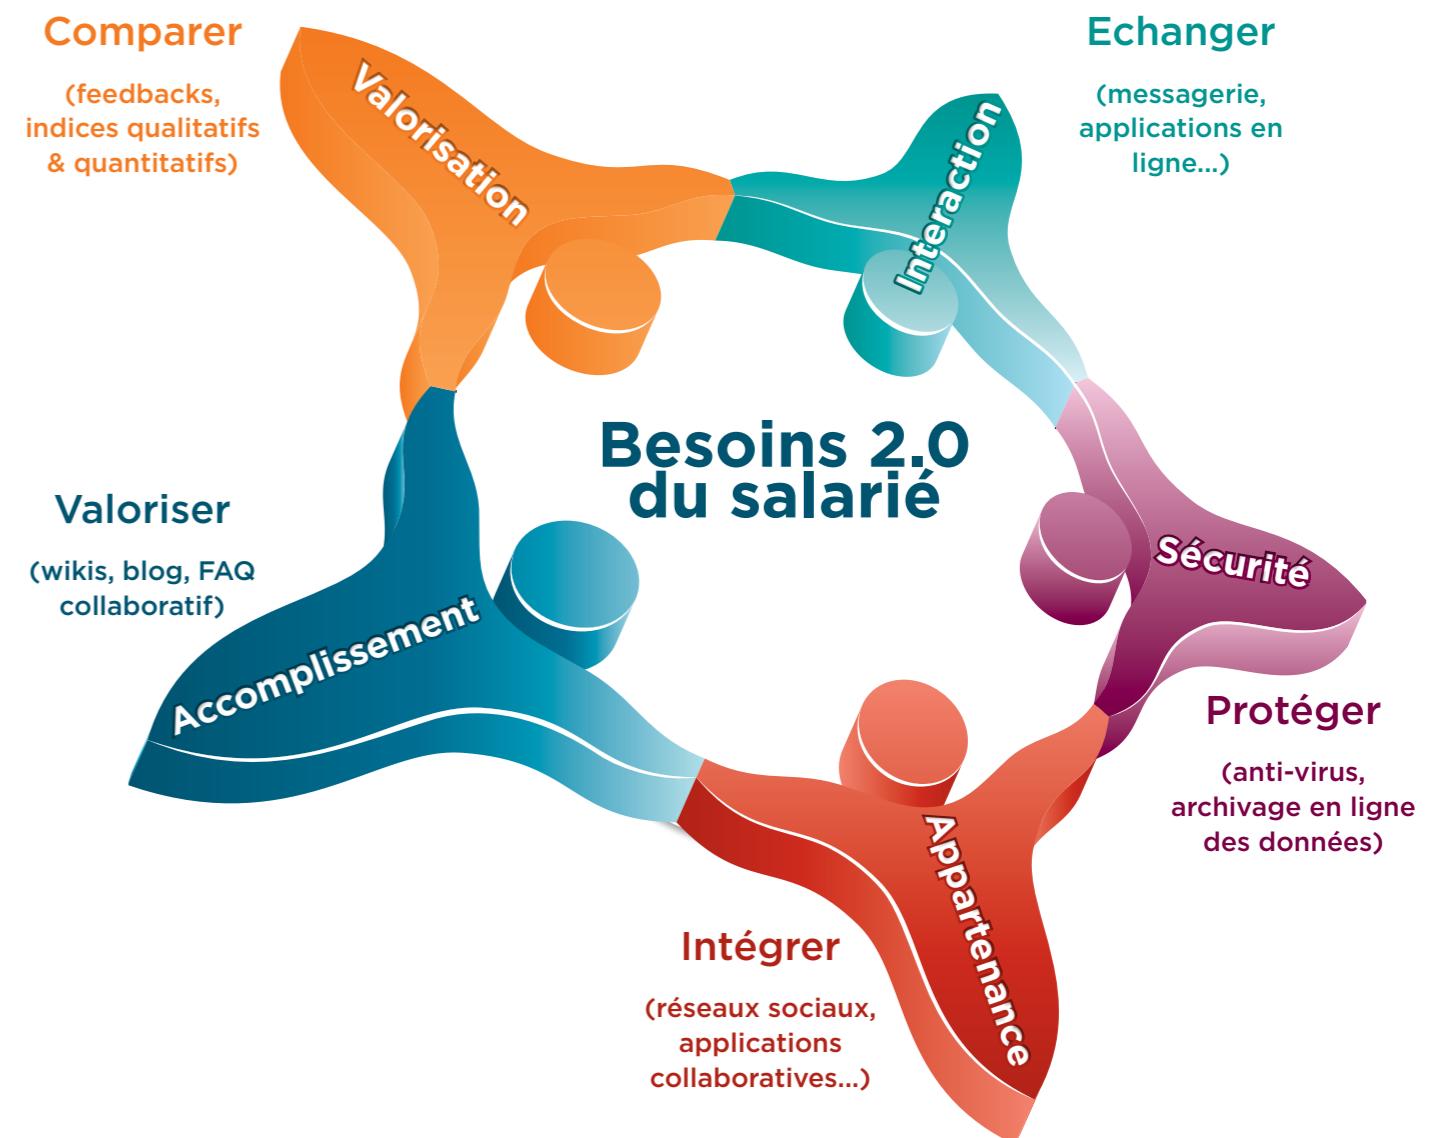 Comparer
(feedbacks,
indices qualitatifs
& quantitatifs)
Valorisation
Echanger
(messagerie,
applications en
ligne...)
Interaction
Besoins 2.0
du salarié
Sécurité
Protéger
(anti-virus,
archivage en ligne
des données)
Valoriser
(wikis, blog, FAQ
collaboratif)
Accomplissement
Appartenance
Intégrer
(réseaux sociaux,
applications
collaboratives...)